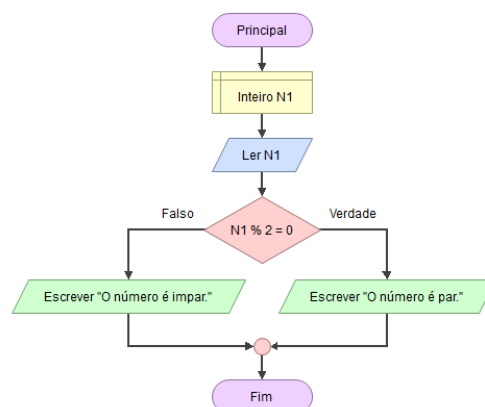 Principal
Inteiro N1
Ler N1
Falso
Verdade
N1 % 2 = 0
Escrever "O número é impar."
Escrever "O número é par."
Fim